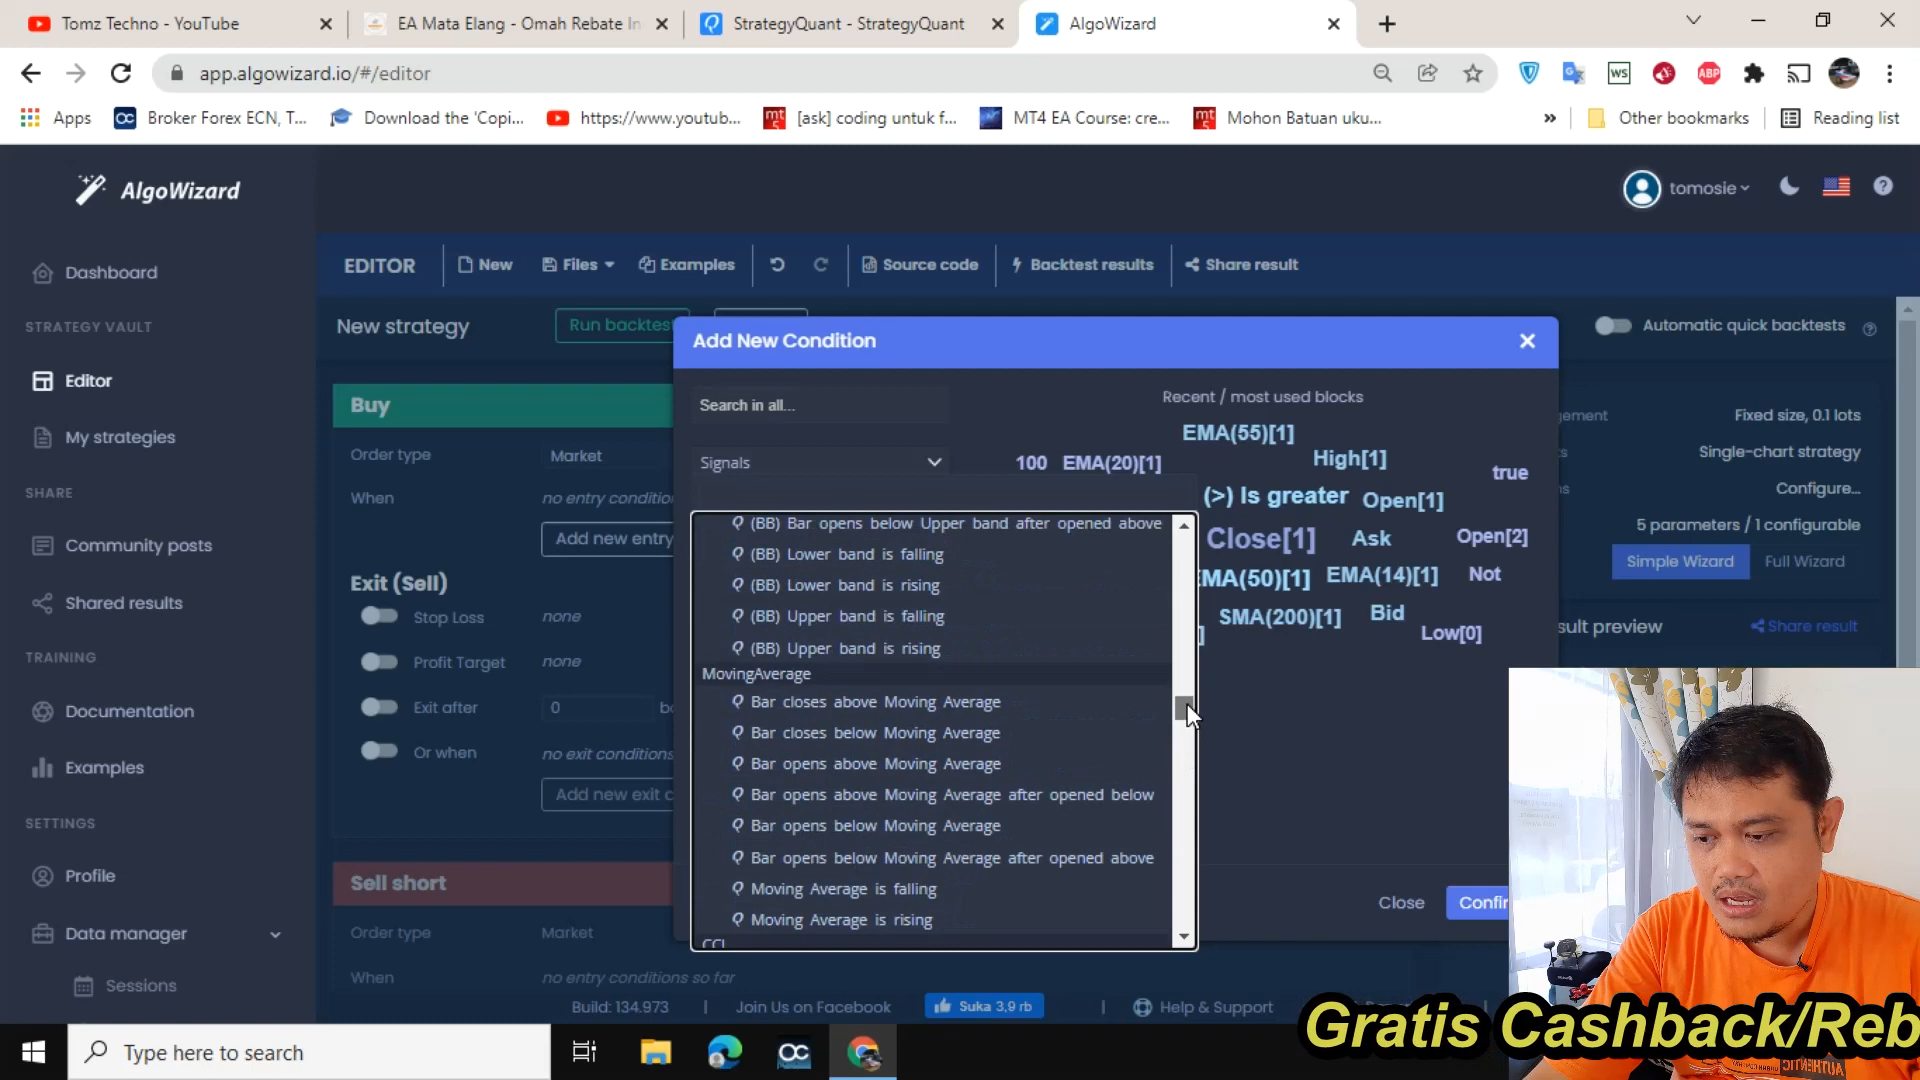 Tomz Techno - YouTube
EA Mata Elang - Omah Rebate In
StrategyQuant - StrategyQuant
AlgoWizard
app.algowizard.io/#/editor
WS
ABP
Apps
Broker Forex ECN, T...
Download the 'Copi...
https://www.youtub...
[ask] coding untuk f...
MT4 EA Course: cre...
Mohon Batuan uku...
Other bookmarks
Reading list
AlgoWizard
tomosie
EDITOR
New
Files
Examples
Source code
Backtest results
Share result
Dashboard
STRATEGY VAULT
Editor
My strategies
SHARE
Community posts
Shared results
TRAINING
Documentation
Examples
SETTINGS
Profile
Data manager
Sessions
New strategy
Run backtest
Automatic quick backtests
Buy
Order type
Market
When
no entry conditio
Add new entry
Exit (Sell)
Stop Loss
none
Profit Target
none
Exit after
0
Or when
no exit conditions
Add new exit c
Sell short
Order type
Market
When
no entry conditions so far
Add New Condition
Search in all...
Signals
Recent / most used blocks
EMA(55)[1]
100
EMA(20)[1]
High[1]
true
(>) Is greater
Open[1]
Close[1]
Ask
Open[2]
EMA(50)[1]
EMA(14)[1]
Not
SMA(200)[1]
Bid
Low[0]
(BB) Bar opens below Upper band after opened above
(BB) Lower band is falling
(BB) Lower band is rising
(BB) Upper band is falling
(BB) Upper band is rising
MovingAverage
Bar closes above Moving Average
Bar closes below Moving Average
Bar opens above Moving Average
Bar opens above Moving Average after opened below
Bar opens below Moving Average
Bar opens below Moving Average after opened above
Moving Average is falling
Moving Average is rising
CCI
Close
Confir
gement
Fixed size, 0.1 lots
Single-chart strategy
Configure...
5 parameters / 1 configurable
Simple Wizard
Full Wizard
sult preview
Share result
Build: 134.973
Join Us on Facebook
Suka 3,9 rb
Help & Support
Gratis Cashback/Reb
Type here to search